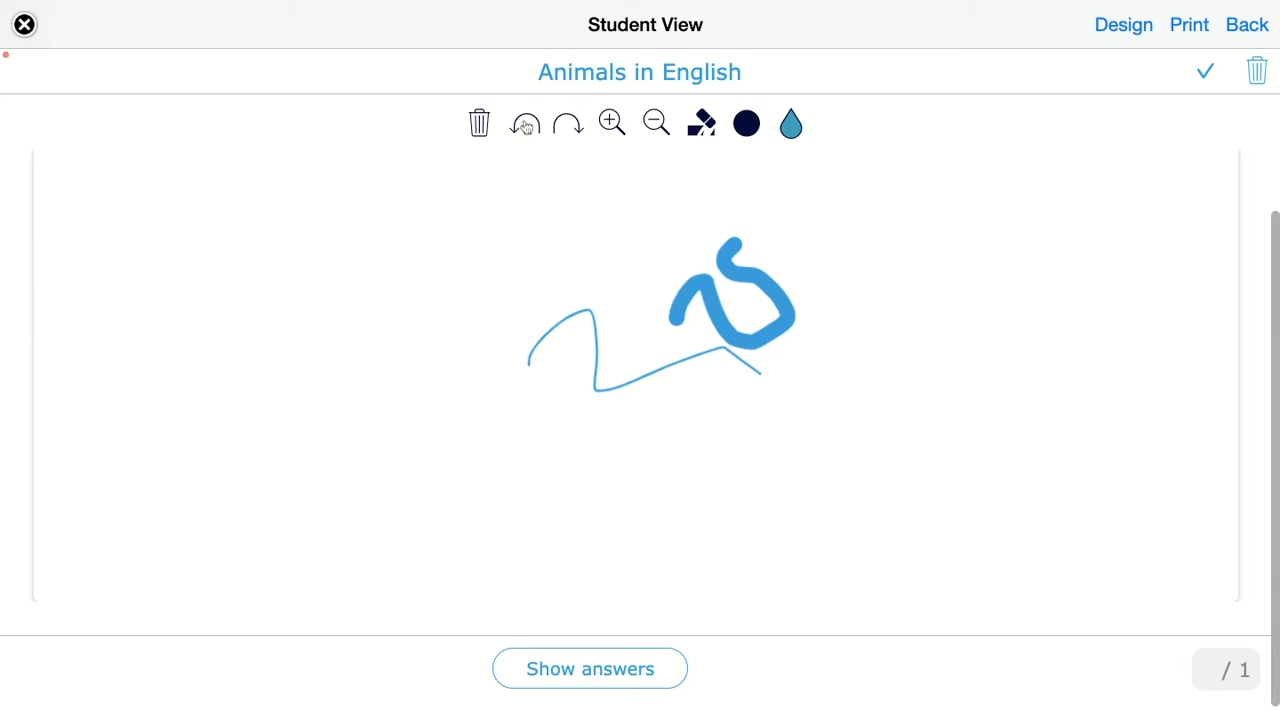 Student View
Design Print Back
Animals in English
Show answers
/ 1